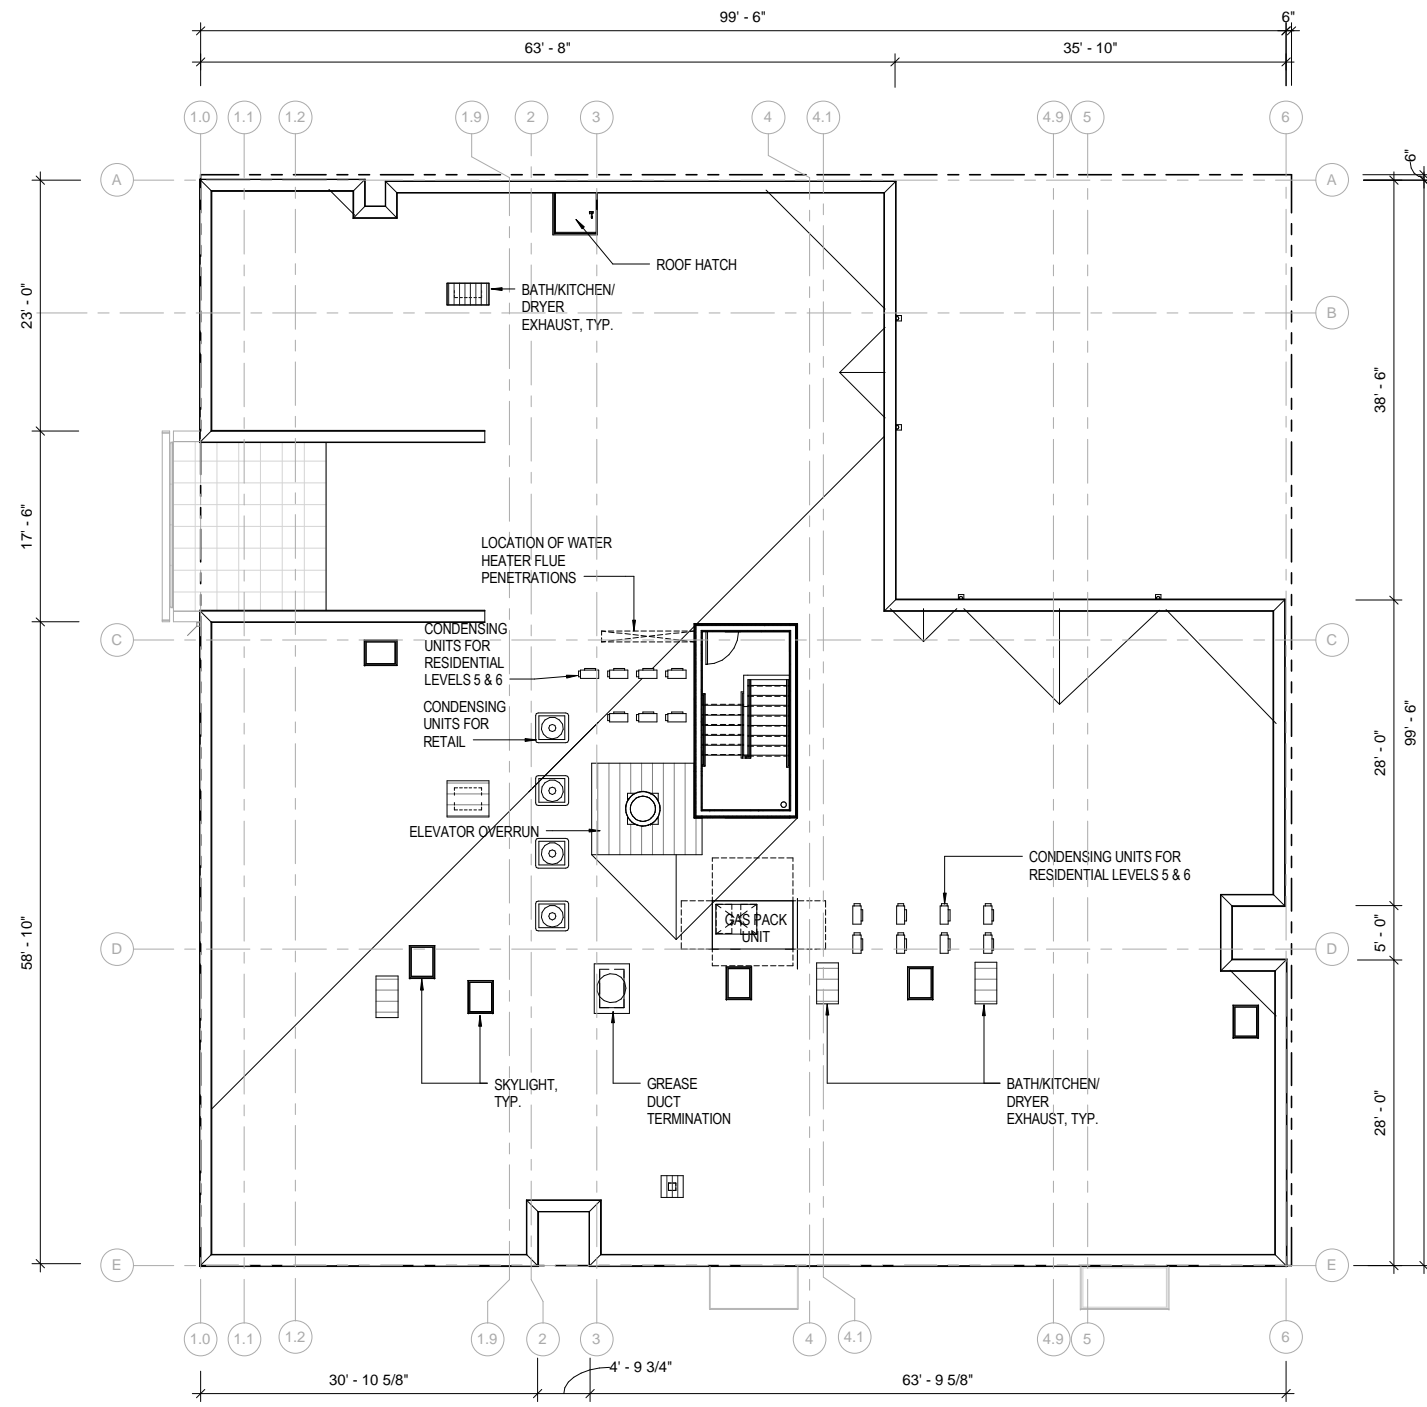 99' - 6"
6"
63' - 8"
35' - 10"
1.0
1.1
1.2
1.9
2
3
4
4.1
4.9
5
6
6"
A
A
ROOF HATCH
BATH/KITCHEN/
DRYER
EXHAUST, TYP.
23' - 0"
B
38' - 6"
17' - 6"
LOCATION OF WATER
HEATER FLUE
PENETRATIONS
C
C
CONDENSING
UNITS FOR
RESIDENTIAL
LEVELS 5 & 6
CONDENSING
UNITS FOR
RETAIL
28' - 0"
99' - 6"
ELEVATOR OVERRUN
CONDENSING UNITS FOR
RESIDENTIAL LEVELS 5 & 6
GAS PACK
UNIT
58' - 10"
5' - 0"
D
D
SKYLIGHT,
TYP.
GREASE
DUCT
TERMINATION
BATH/KITCHEN/
DRYER
EXHAUST, TYP.
28' - 0"
E
E
1.0
1.1
1.2
1.9
2
3
4
4.1
4.9
5
6
30' - 10 5/8"
4' - 9 3/4"
63' - 9 5/8"